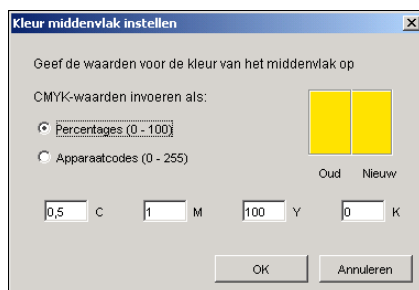 Kleur middenvlak instellen
Geef de waarden voor de kleur van het middenvlak op
CMYK-waarden invoeren als:
Percentages (0 - 100)
Apparaatcodes (0 - 255)
Oud Nieuw
0,5 C 1 M 100 Y 0 K
OK Annuleren